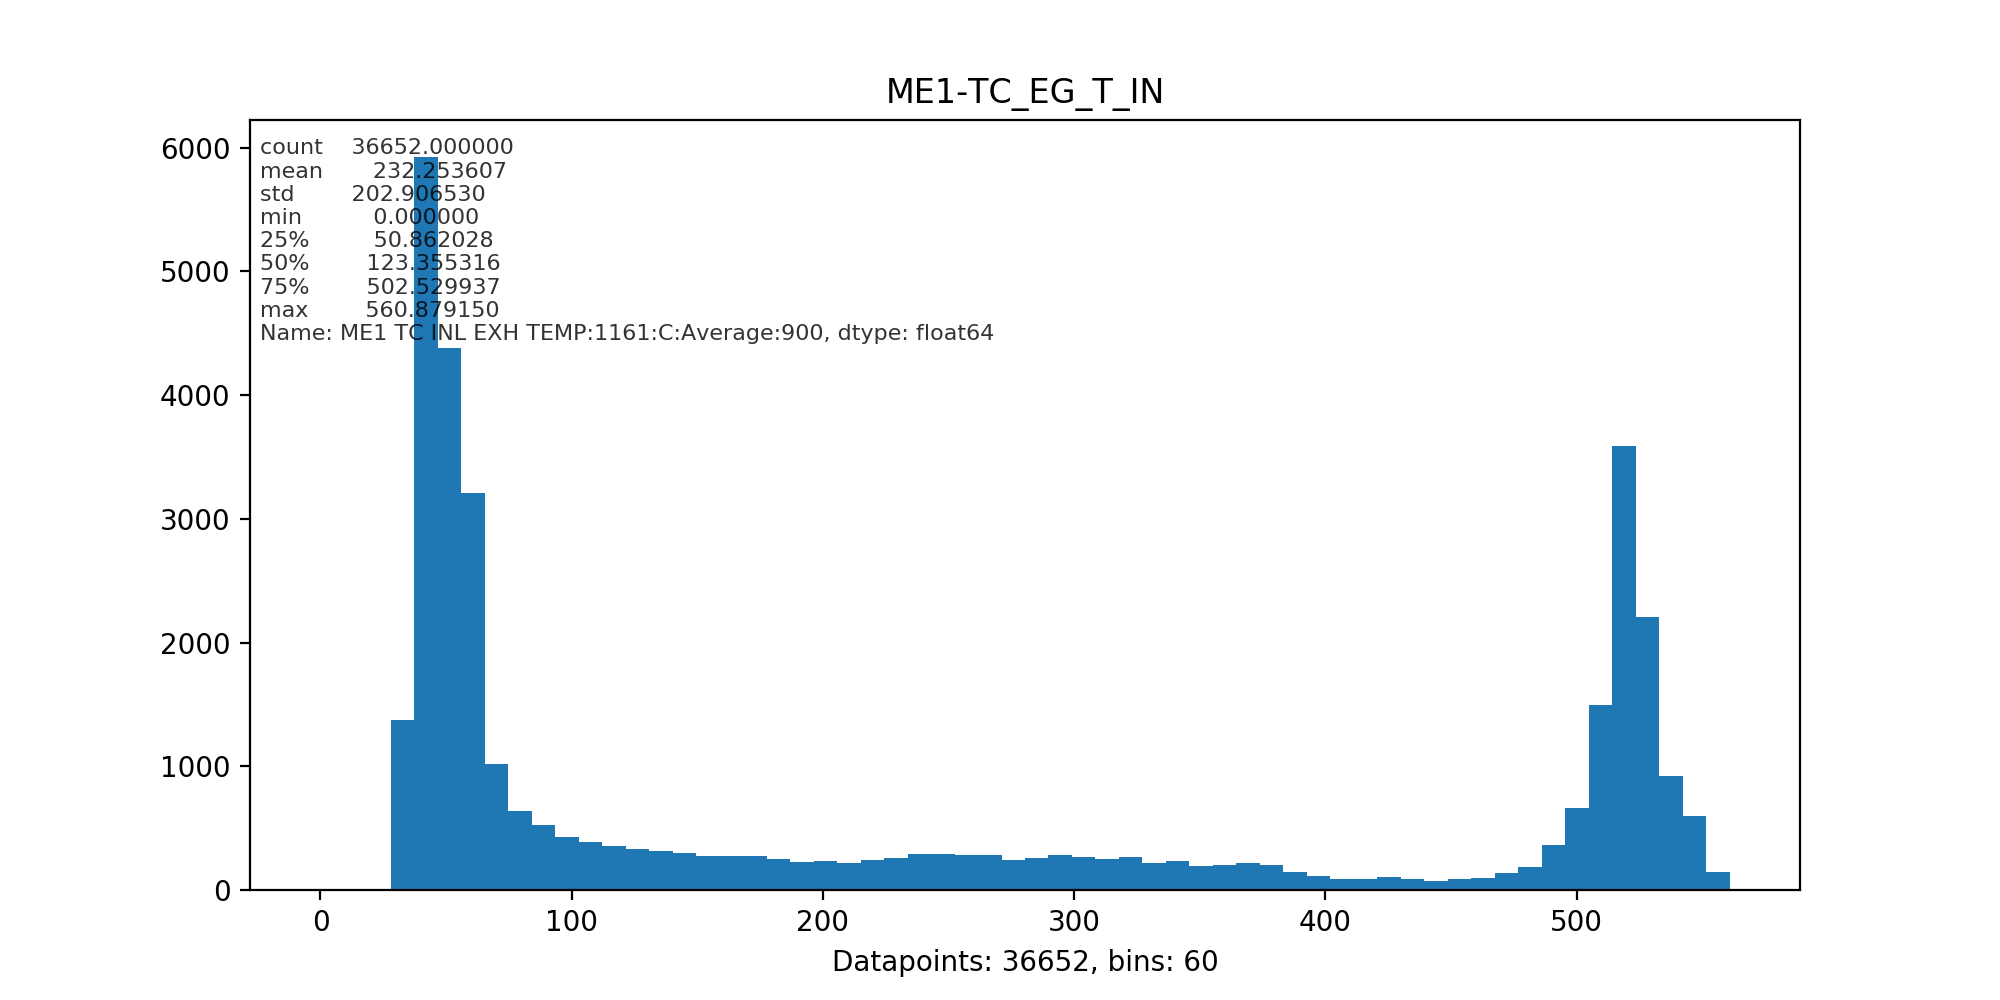 ME1-TC_EG_T_IN
6000
5000
4000
3000
2000
1000
0
count 36652.000000
mean 232.253607
std 202.906530
min 0.000000
25% 50.862028
50% 123.355316
75% 502.529937
max 560.879150
Name: ME1 TC INL EXH TEMP:1161:C:Average:900, dtype: float64
0 100 200 300 400 500
Datapoints: 36652, bins: 60